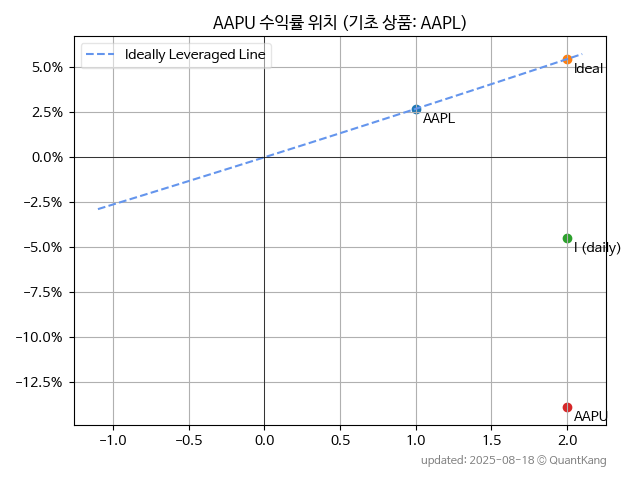 AAPU 수익률 위치 (기초 상품: AAPL)
Ideally Leveraged Line
5.0%
2.5%
0.0%
−2.5%
−5.0%
−7.5%
−10.0%
−12.5%
Ideal
AAPL
I (daily)
AAPU
−1.0 −0.5 0.0 0.5 1.0 1.5 2.0
updated: 2025-08-18 © QuantKang